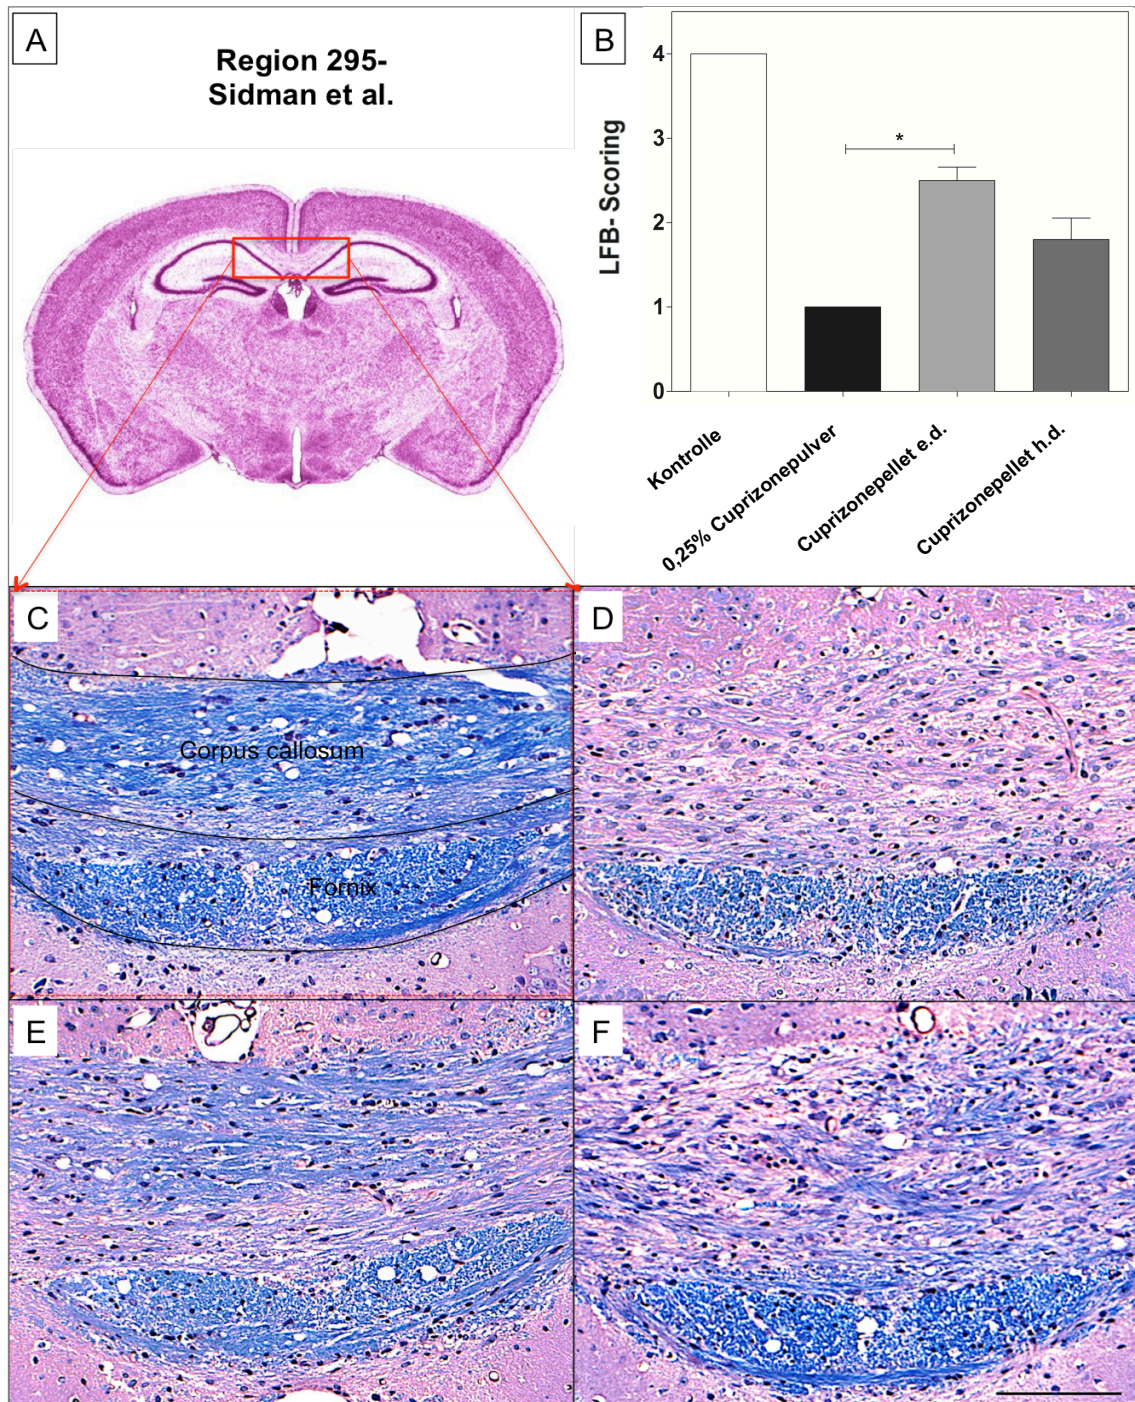 A
Region 295-
Sidman et al.
B
LFB- Scoring
4
3
2
1
0
*
Kontrolle
0,25% Cuprizonepulver
Cuprizonepellet e.d.
Cuprizonepellet h.d.
C
Corpus callosum
Fornix
D
E
F